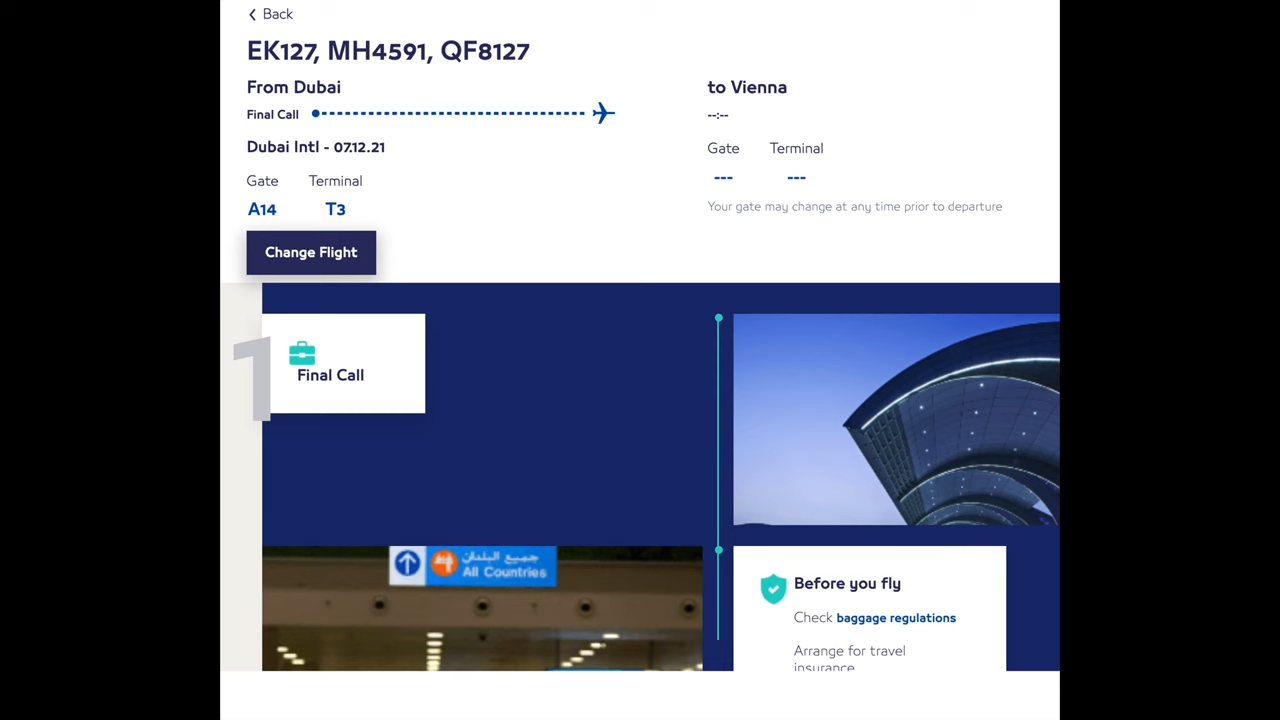 Back
EK127, MH4591, QF8127
From Dubai
Final Call
Dubai Intl - 07.12.21
Gate Terminal
A14 T3
Change Flight
to Vienna
--:--
Gate Terminal
--- ---
Your gate may change at any time prior to departure
1
Final Call
جميع البلدان
All Countries
Before you fly
Check baggage regulations
Arrange for travel
insurance